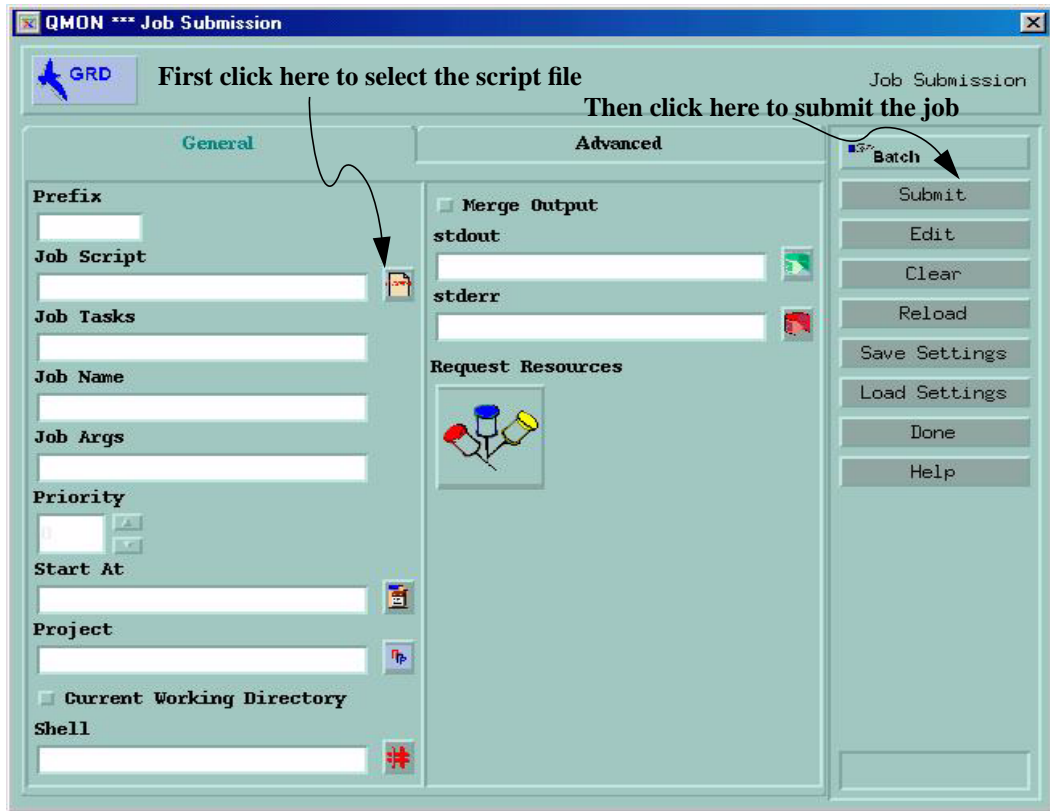 QMON *** Job Submission
GRD
First click here to select the script file
Job Submission
Then click here to submit the job
General
Advanced
Batch
Prefix
Job Script
Job Tasks
Job Name
Job Args
Priority
0
Start At
Project
Current Working Directory
Shell
Merge Output
stdout
stderr
Request Resources
Submit
Edit
Clear
Reload
Save Settings
Load Settings
Done
Help